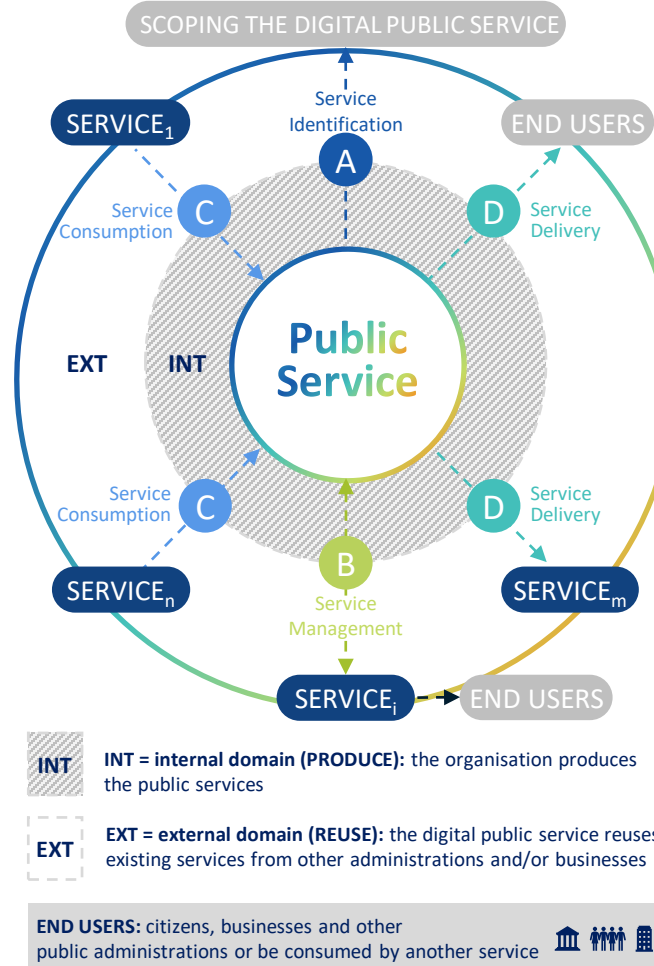 SCOPING THE DIGITAL PUBLIC SERVICE
Service
Identification
SERVICE1
END USERS
A
Service
Consumption
C
D
Service
Delivery
EXT
INT
Public
Service
Service
Consumption
C
D
Service
Delivery
B
SERVICEn
SERVICEm
Service
Management
SERVICEi
END USERS
INT
INT = internal domain (PRODUCE): the organisation produces
the public services
EXT
EXT = external domain (REUSE): the digital public service reuses
existing services from other administrations and/or businesses
END USERS: citizens, businesses and other
public administrations or be consumed by another service